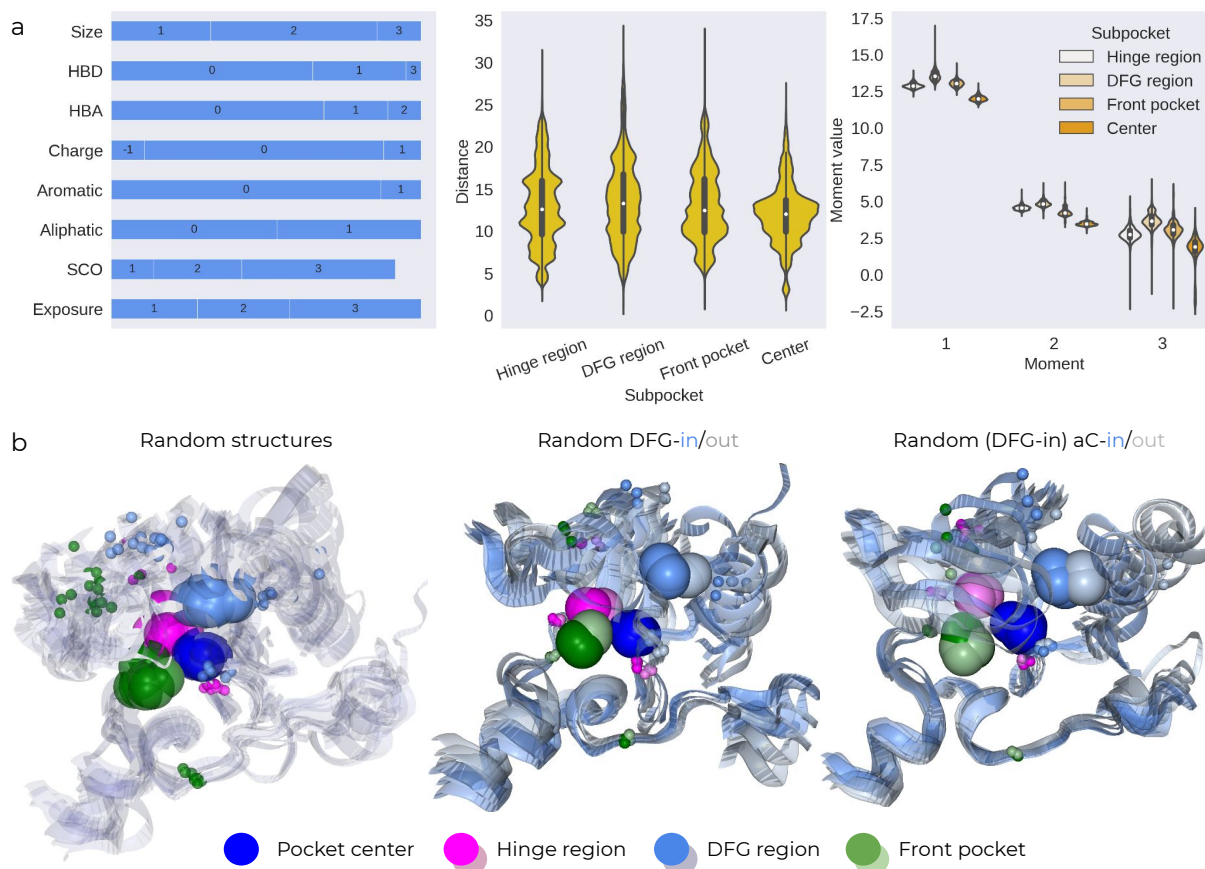 a
Size 1 2 3
HBD 0 1 3
HBA 0 1 2
Charge -1 0 1
Aromatic 0 1
Aliphatic 0 1
SCO 1 2 3
Exposure 1 2 3
Distance
35
30
25
20
15
10
5
0
Hinge region DFG region Front pocket Center
Subpocket
Moment value
17.5
15.0
12.5
10.0
7.5
5.0
2.5
0.0
−2.5
Subpocket
Hinge region
DFG region
Front pocket
Center
1 2 3
Moment
b
Random structures
Random DFG-in/out
Random (DFG-in) aC-in/out
Pocket center Hinge region DFG region Front pocket